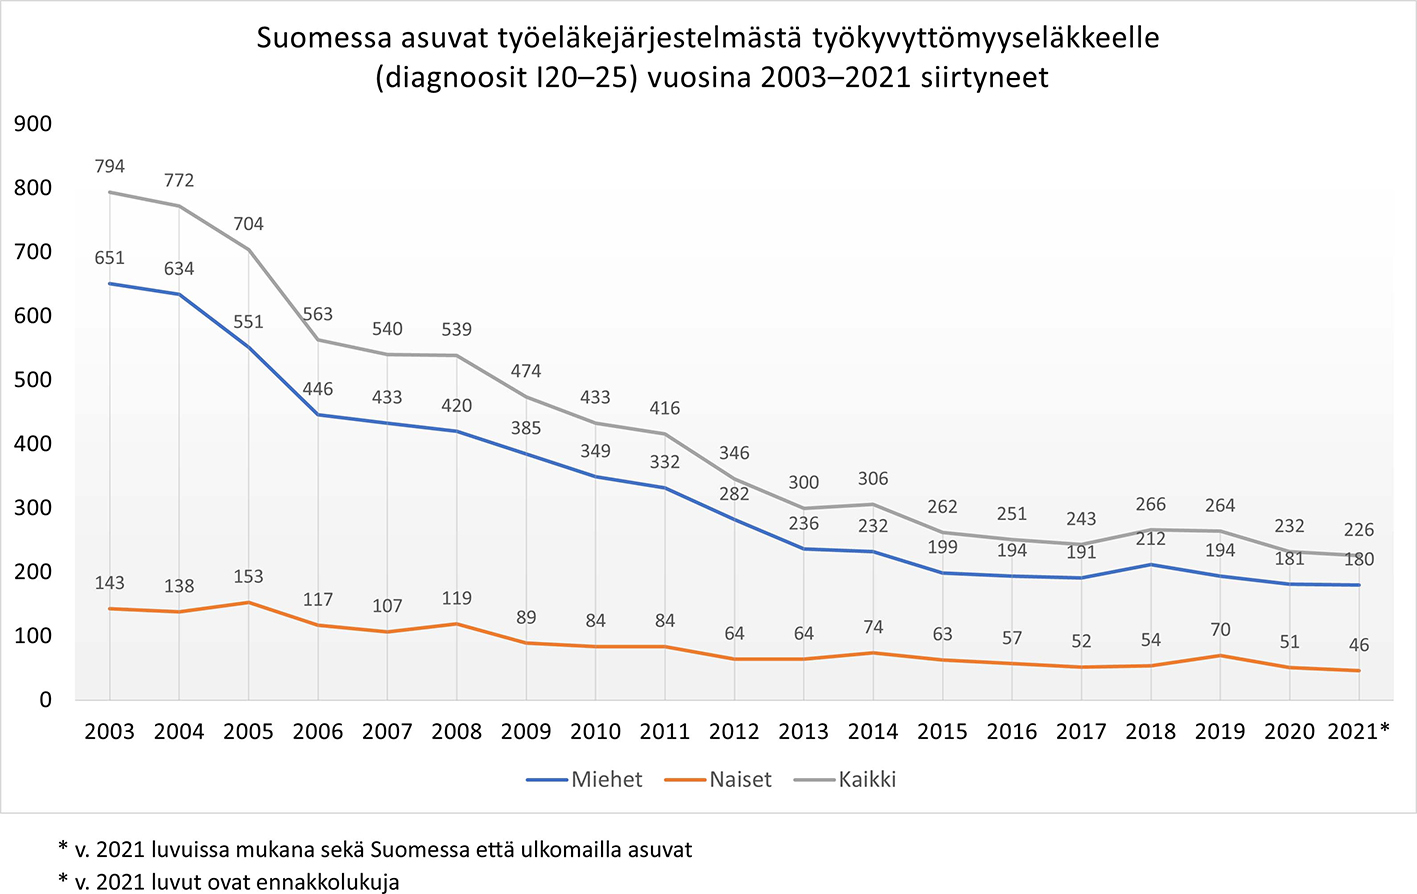 Suomessa asuvat työeläkejärjestelmästä työkyvyttömyyseläkkeelle
(diagnoosit I20–25) vuosina 2003–2021 siirtyneet
900
800
700
600
500
400
300
200
100
0
794 772 704 563 540 539 474 433 416 346 300 306 262 251 243 266 264 232 226
651 634 551 446 433 420 385 349 332 282 236 232 199 194 191 212 194 181 180
143 138 153 117 107 119 89 84 84 64 64 74 63 57 52 54 70 51 46
2003 2004 2005 2006 2007 2008 2009 2010 2011 2012 2013 2014 2015 2016 2017 2018 2019 2020 2021*
Miehet Naiset Kaikki
* v. 2021 luvuissa mukana sekä Suomessa että ulkomailla asuvat
* v. 2021 luvut ovat ennakkolukuja